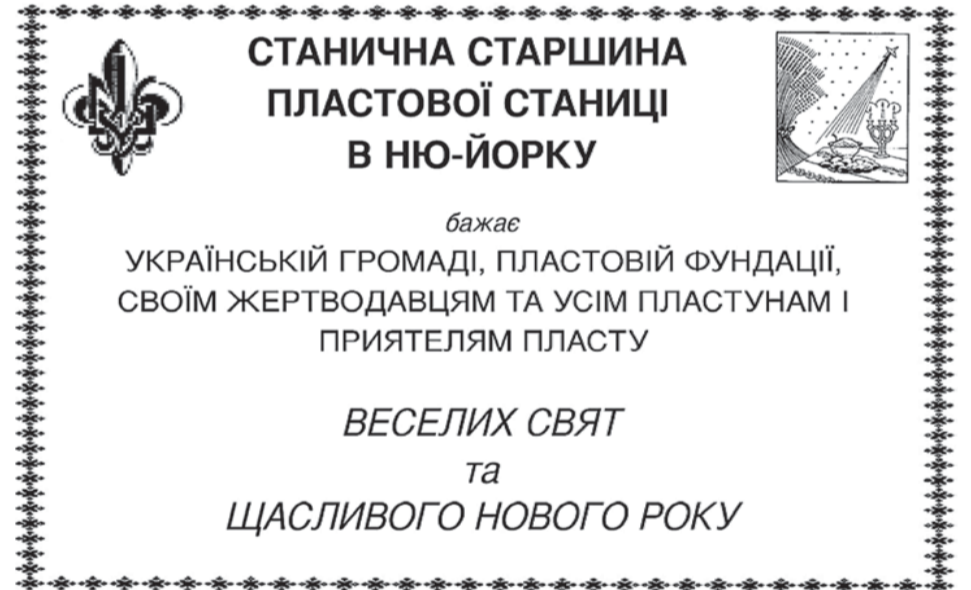 СТАНИЧНА СТАРШИНА
ПЛАСТОВОЇ СТАНИЦІ
В НЮ-ЙОРКУ
бажає
УКРАЇНСЬКІЙ ГРОМАДІ, ПЛАСТОВІЙ ФУНДАЦІЇ,
СВОЇМ ЖЕРТВОДАВЦЯМ ТА УСІМ ПЛАСТУНАМ І
ПРИЯТЕЛЯМ ПЛАСТУ
ВЕСЕЛИХ СВЯТ
та
ЩАСЛИВОГО НОВОГО РОКУ